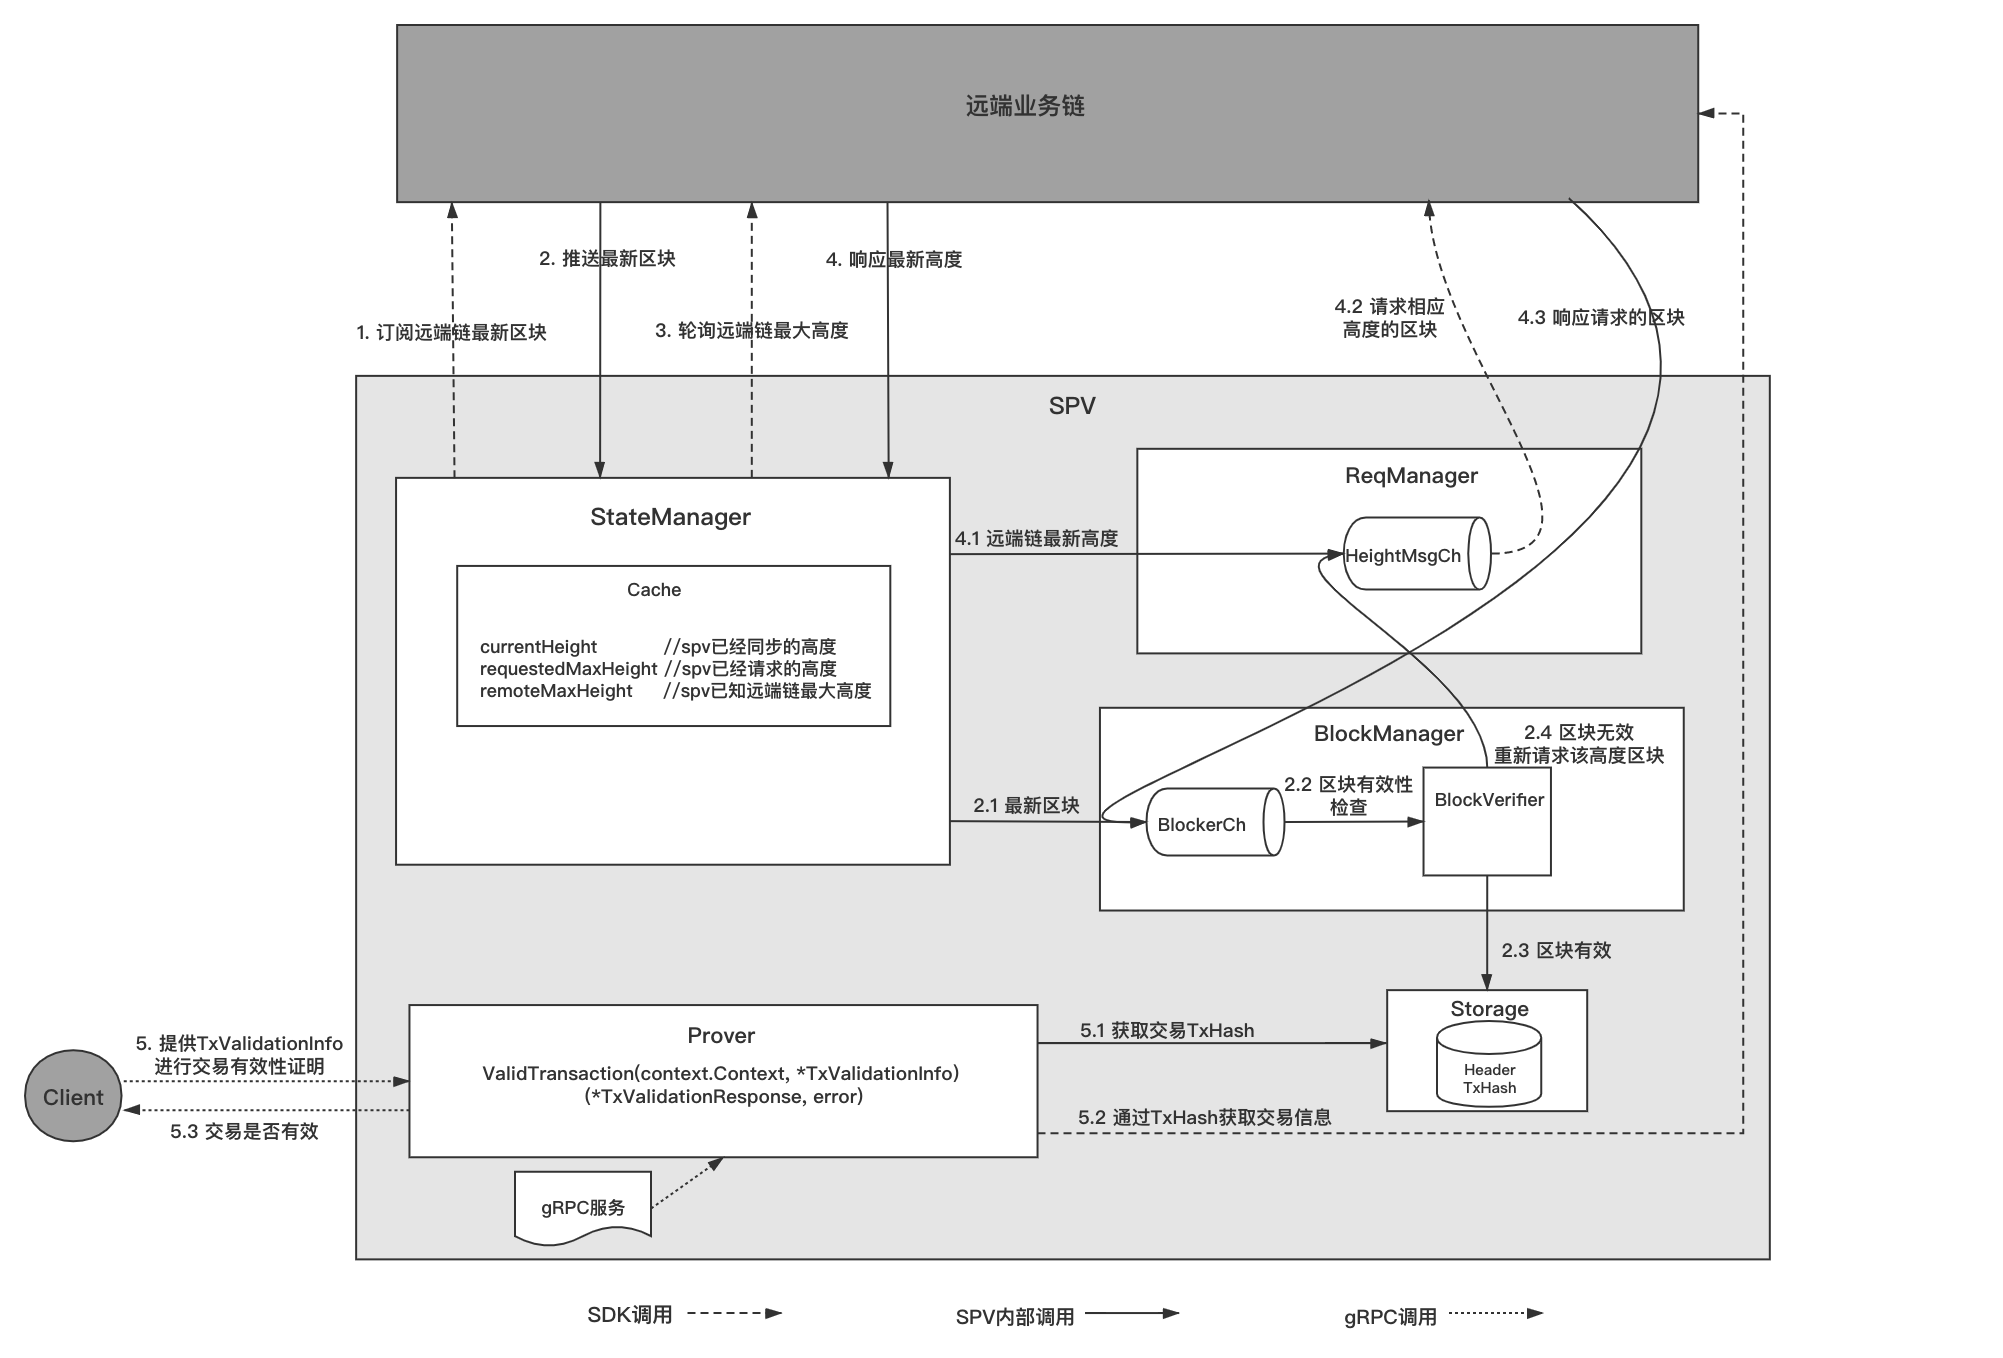 远端业务链
2. 推送最新区块
4. 响应最新高度
1. 订阅远端链最新区块
3. 轮询远端链最大高度
4.2 请求相应
高度的区块
4.3 响应请求的区块
SPV
StateManager
Cache
currentHeight //spv已经同步的高度
requestedMaxHeight //spv已经请求的高度
remoteMaxHeight //spv已知远端链最大高度
4.1 远端链最新高度
ReqManager
HeightMsgCh
2.1 最新区块
BlockManager
2.4 区块无效
重新请求该高度区块
2.2 区块有效性
检查
BlockerCh
BlockVerifier
2.3 区块有效
Storage
Header
TxHash
5. 提供TxValidationInfo
进行交易有效性证明
Client
5.3 交易是否有效
Prover
ValidTransaction(context.Context, *TxValidationInfo)
(*TxValidationResponse, error)
5.1 获取交易TxHash
5.2 通过TxHash获取交易信息
gRPC服务
SDK调用
SPV内部调用
gRPC调用